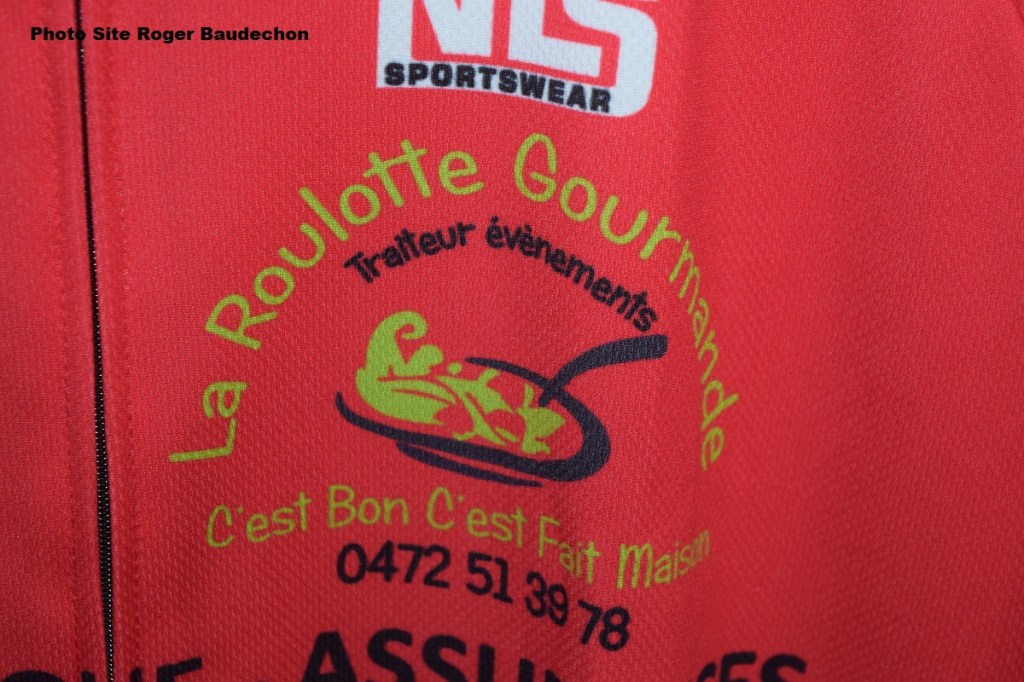 Photo Site Roger Baudechon
NLS
SPORTSWEAR
La Roulotte Gourmande
Traiteur évènements
C'est Bon C'est Fait Maison
0472 51 39 78